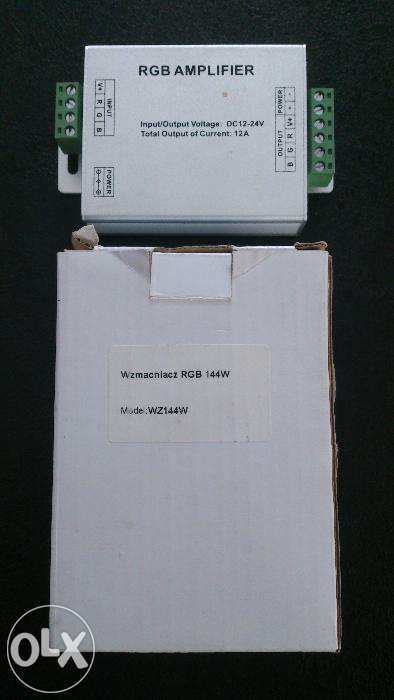 RGB AMPLIFIER
Input/Output Voltage: DC12-24V
Total Output of Current: 12A
V+ R G B
INPUT
POWER
POWER
- +
OUTPUT
V+ R G B
Wzmacniacz RGB 144W
Model:WZ144W
OLX